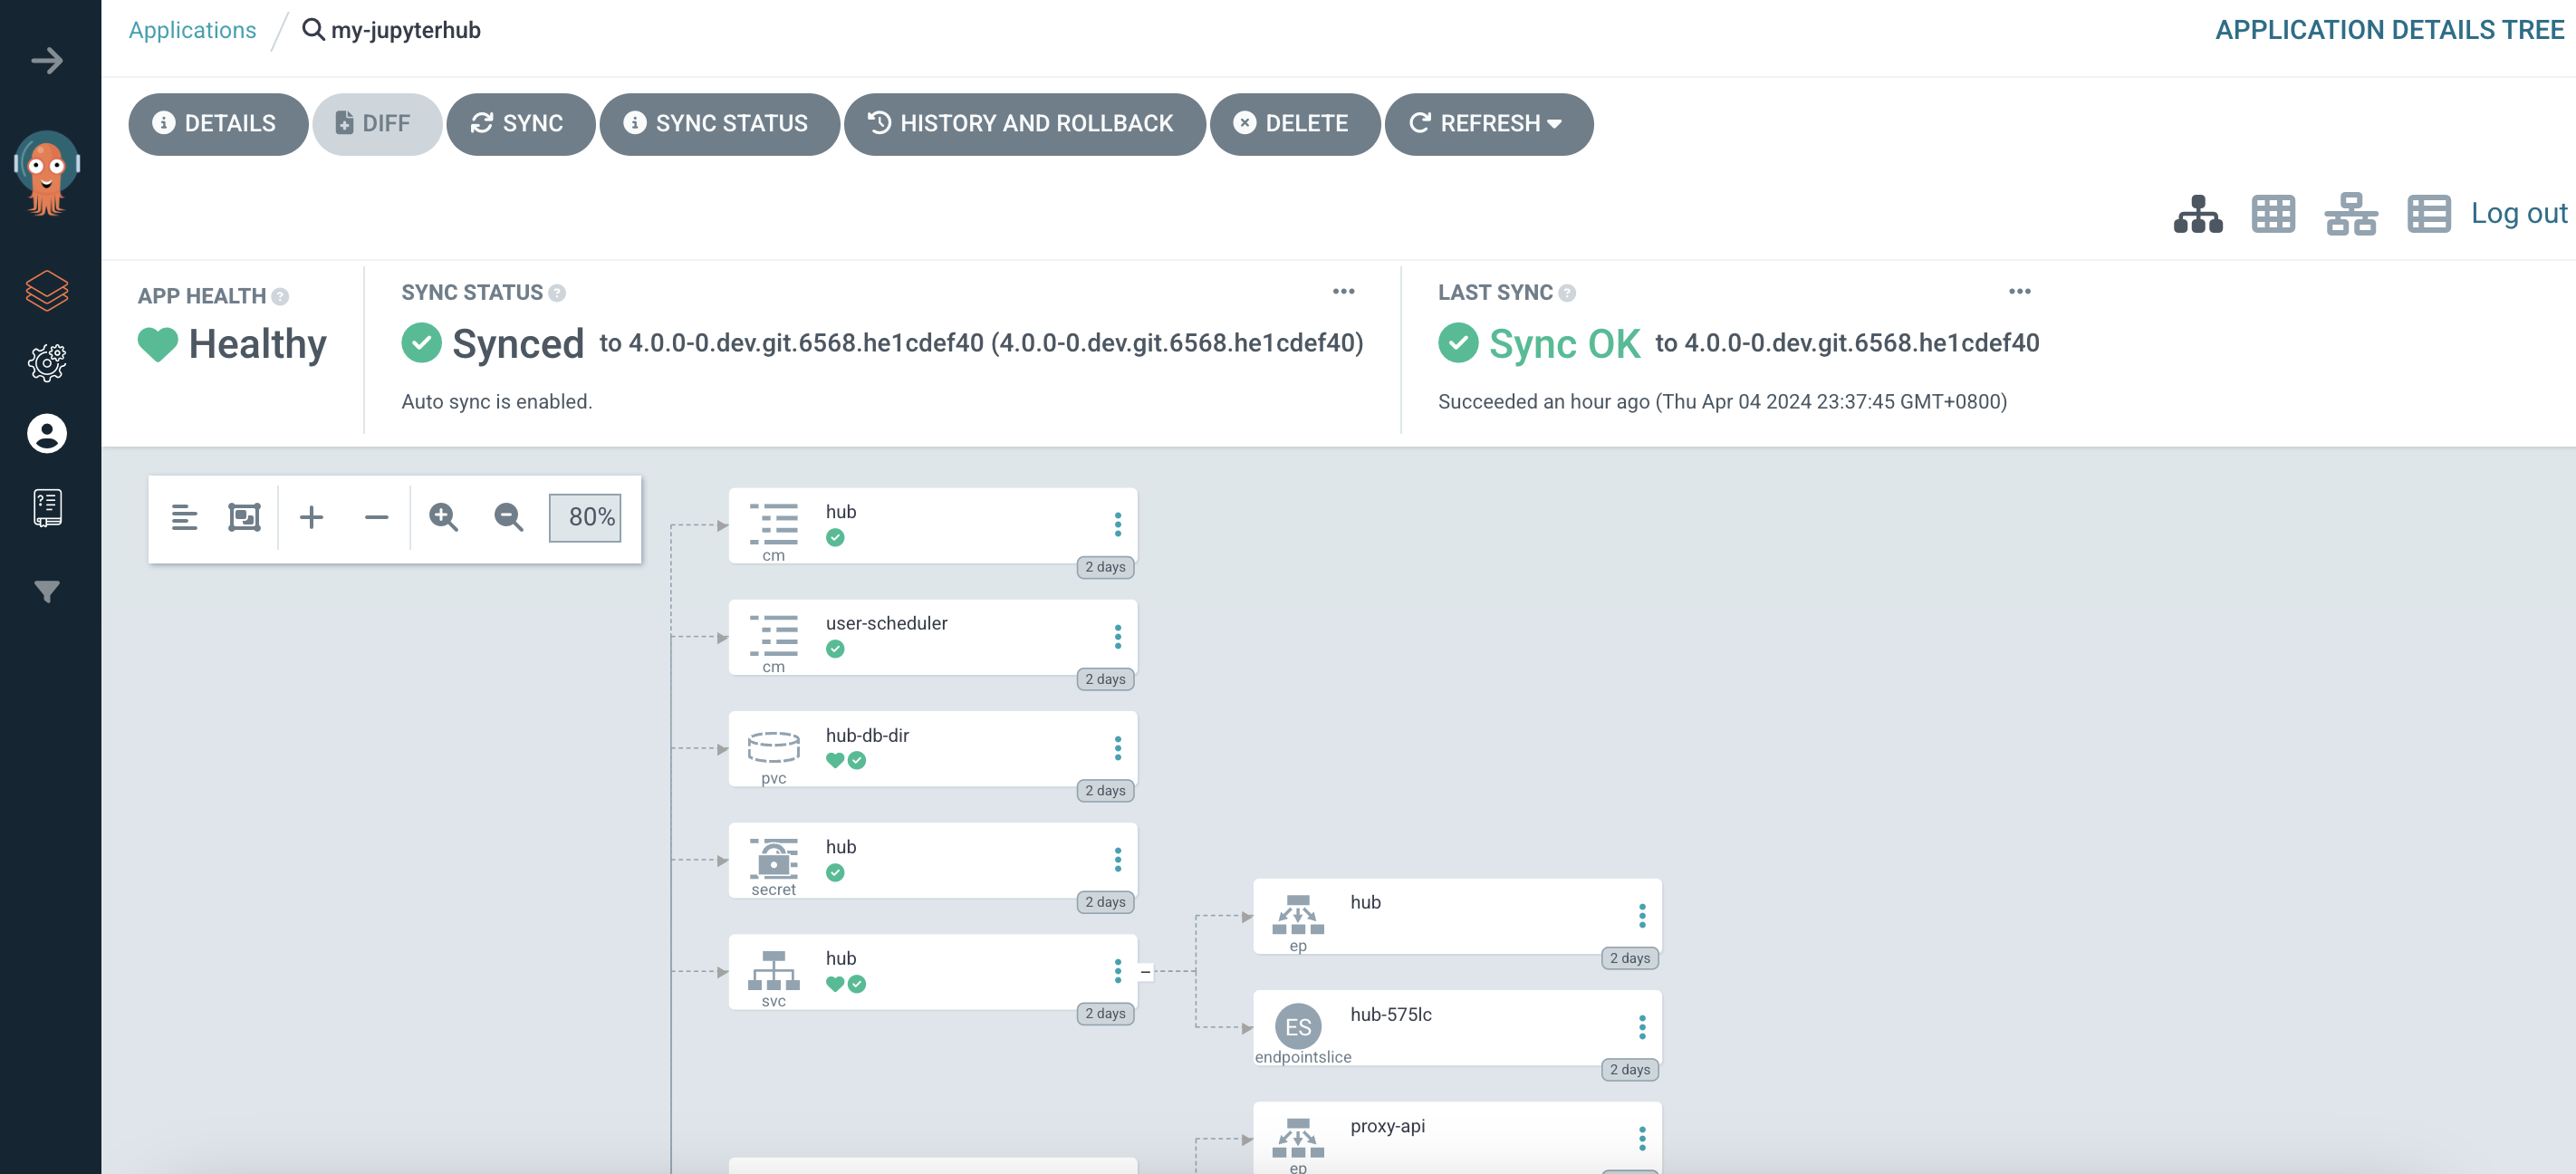 Applications / my-jupyterhub
APPLICATION DETAILS TREE
DETAILS
DIFF
SYNC
SYNC STATUS
HISTORY AND ROLLBACK
DELETE
REFRESH
Log out
APP HEALTH ?
Healthy
SYNC STATUS ?
Synced to 4.0.0-0.dev.git.6568.he1cdef40 (4.0.0-0.dev.git.6568.he1cdef40)
Auto sync is enabled.
LAST SYNC ?
Sync OK to 4.0.0-0.dev.git.6568.he1cdef40
Succeeded an hour ago (Thu Apr 04 2024 23:37:45 GMT+0800)
80%
hub
cm
2 days
user-scheduler
cm
2 days
hub-db-dir
pvc
2 days
hub
secret
2 days
hub
svc
2 days
hub
ep
2 days
ES
hub-575lc
endpointslice
2 days
proxy-api
ep